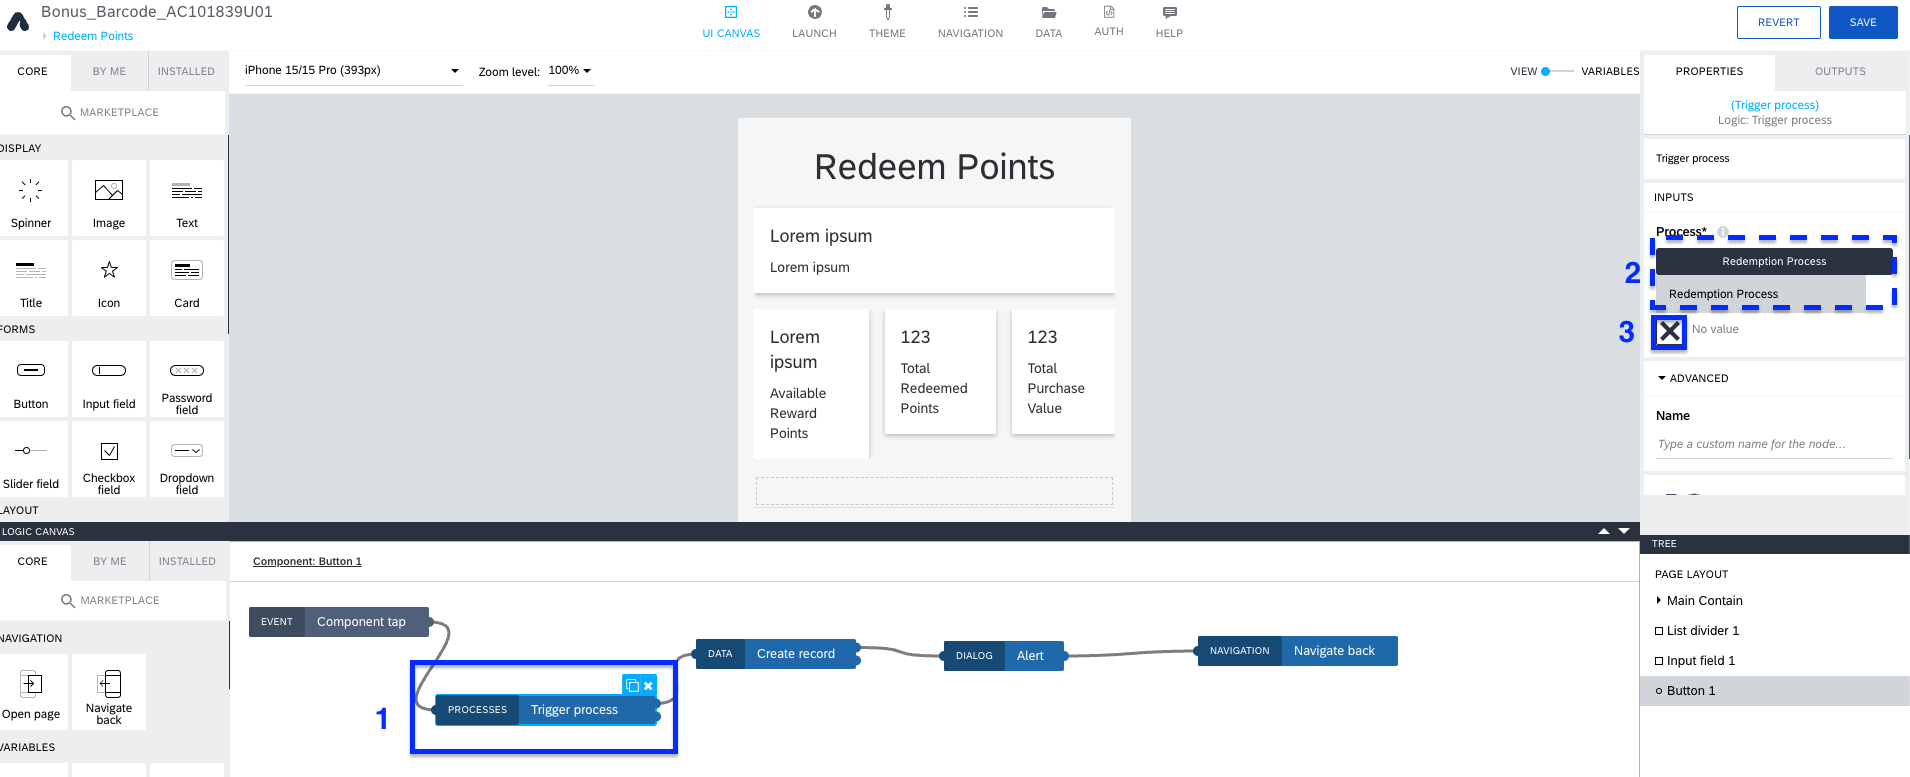 Bonus_Barcode_AC101839U01
Redeem Points
UI CANVAS
LAUNCH
THEME
NAVIGATION
DATA
AUTH
HELP
REVERT
SAVE
CORE
BY ME
INSTALLED
MARKETPLACE
DISPLAY
Spinner
Image
Text
Title
Icon
Card
FORMS
Button
Input field
Password
field
Slider field
Checkbox
field
Dropdown
field
LAYOUT
iPhone 15/15 Pro (393px)
Zoom level:
100%
VIEW
VARIABLES
Redeem Points
Lorem ipsum
Lorem ipsum
Lorem
ipsum
Available
Reward
Points
123
Total
Redeemed
Points
123
Total
Purchase
Value
PROPERTIES
OUTPUTS
(Trigger process)
Logic: Trigger process
Trigger process
INPUTS
Process*
2
Redemption Process
Redemption Process
3
No value
ADVANCED
Name
Type a custom name for the node...
LOGIC CANVAS
CORE
BY ME
INSTALLED
MARKETPLACE
NAVIGATION
Open page
Navigate
back
VARIABLES
Component: Button 1
EVENT
Component tap
1
PROCESSES
Trigger process
DATA
Create record
DIALOG
Alert
NAVIGATION
Navigate back
TREE
PAGE LAYOUT
Main Contain
List divider 1
Input field 1
Button 1